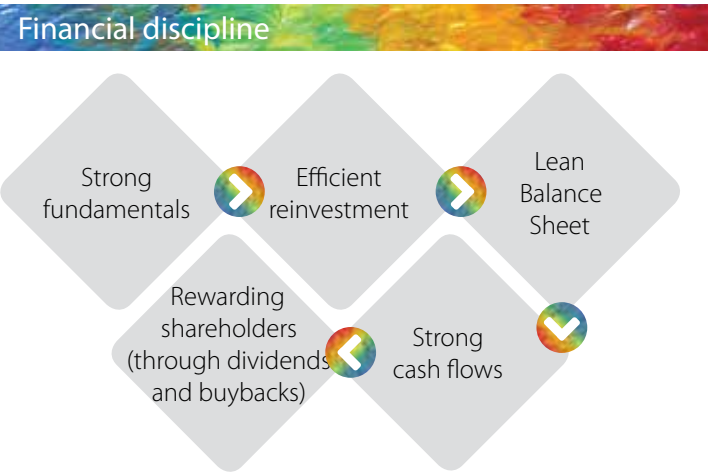 Financial discipline
Strong
fundamentals
Efficient
reinvestment
Lean
Balance
Sheet
Strong
cash flows
Rewarding
shareholders
(through dividends
and buybacks)